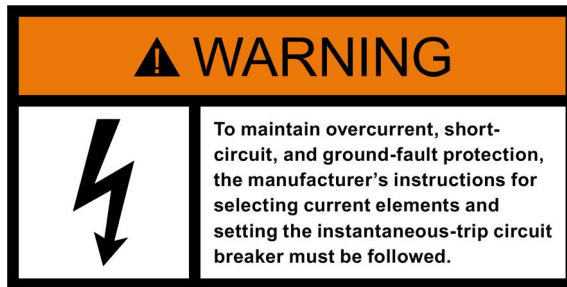 WARNING
To maintain overcurrent, short-
circuit, and ground-fault protection,
the manufacturer's instructions for
selecting current elements and
setting the instantaneous-trip circuit
breaker must be followed.